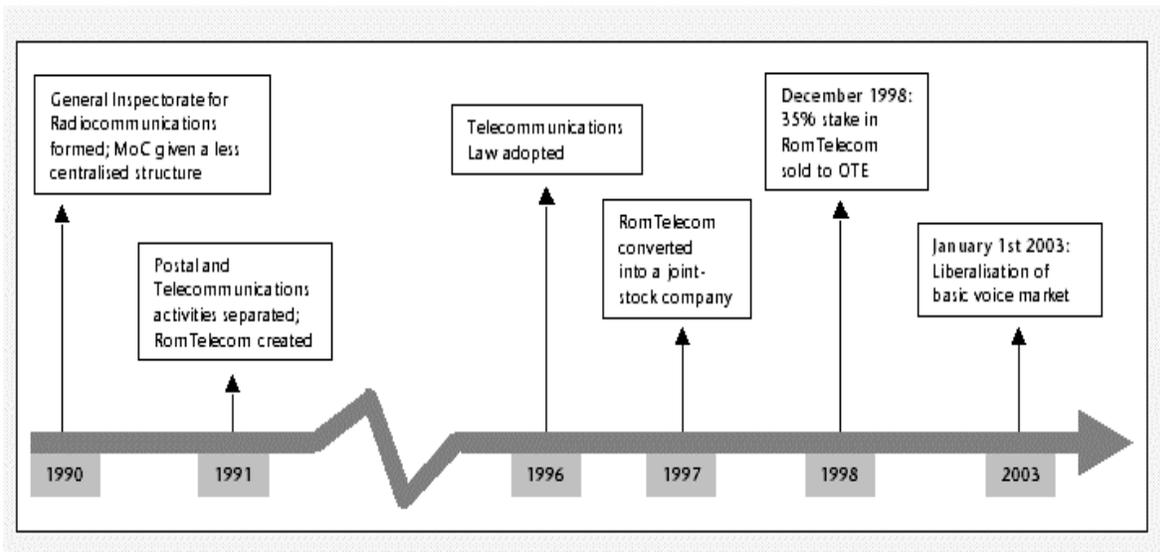 General Inspectorate for
Radiocommunications
formed; MoC given a less
centralised structure
Postal and
Telecommunications
activities separated;
RomTelecom created
Telecommunications
Law adopted
RomTelecom
converted
into a joint-
stock company
December 1998:
35% stake in
RomTelecom
sold to OTE
January 1st 2003:
Liberalisation of
basic voice market
1990
1991
1996
1997
1998
2003